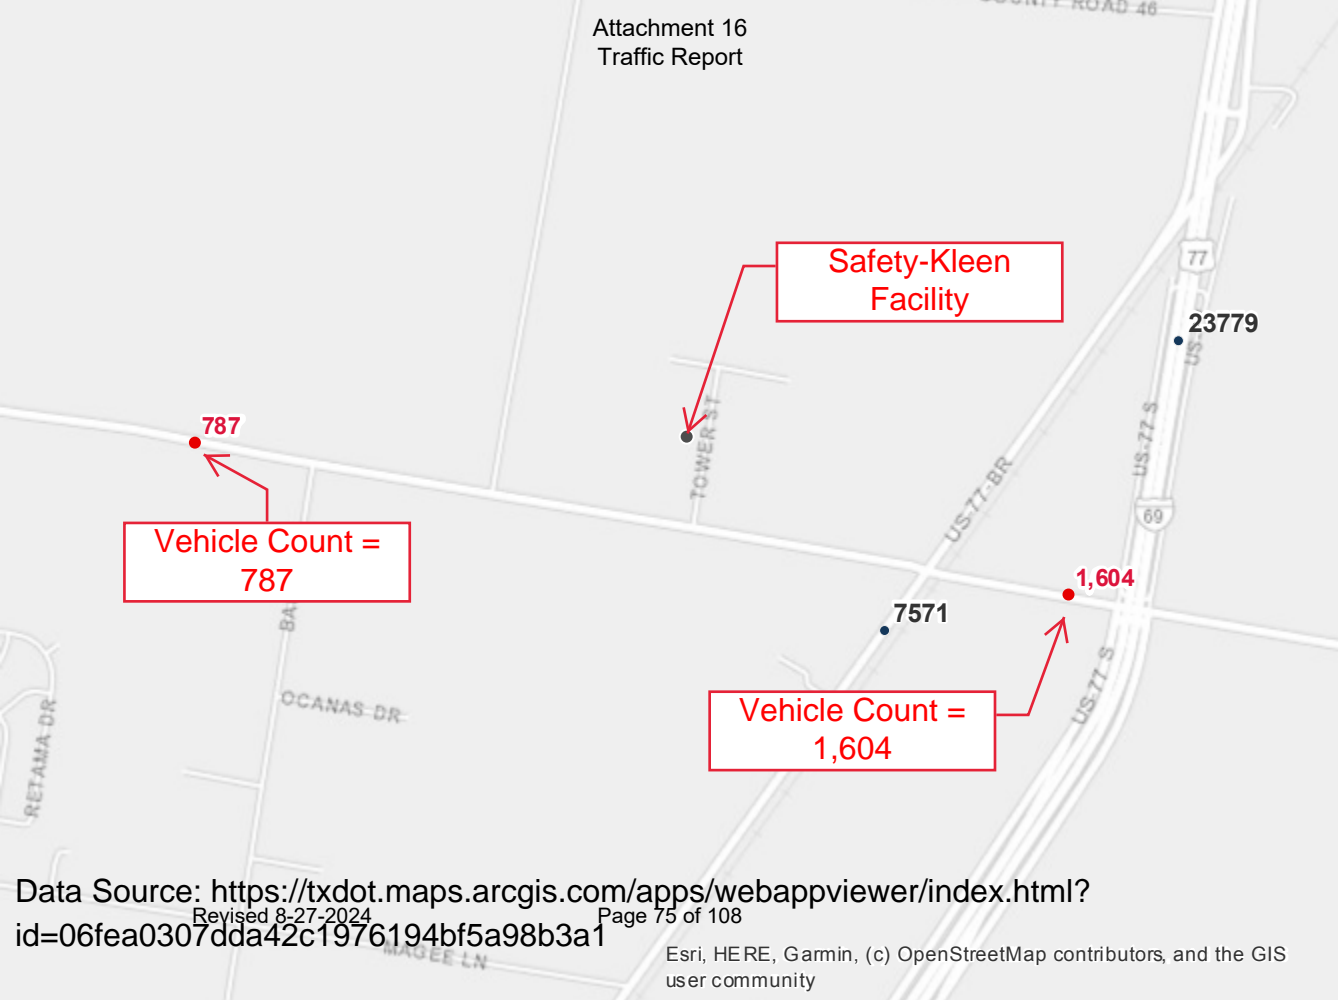 COUNTY ROAD 46
Attachment 16
Traffic Report
77
Safety-Kleen
Facility
23779
US-
787
TOWER ST
US-77 S
US-77-BR
69
Vehicle Count =
787
1,604
7571
BA
US-77 S
OCANAS DR
RETAMA DR
Vehicle Count =
1,604
Data Source: https://txdot.maps.arcgis.com/apps/webappviewer/index.html?
Revised 8-27-2024
Page 75 of 108
id=06fea0307dda42c1976194bf5a98b3a1
MAGEE LN
Esri, HERE, Garmin, (c) OpenStreetMap contributors, and the GIS
user community